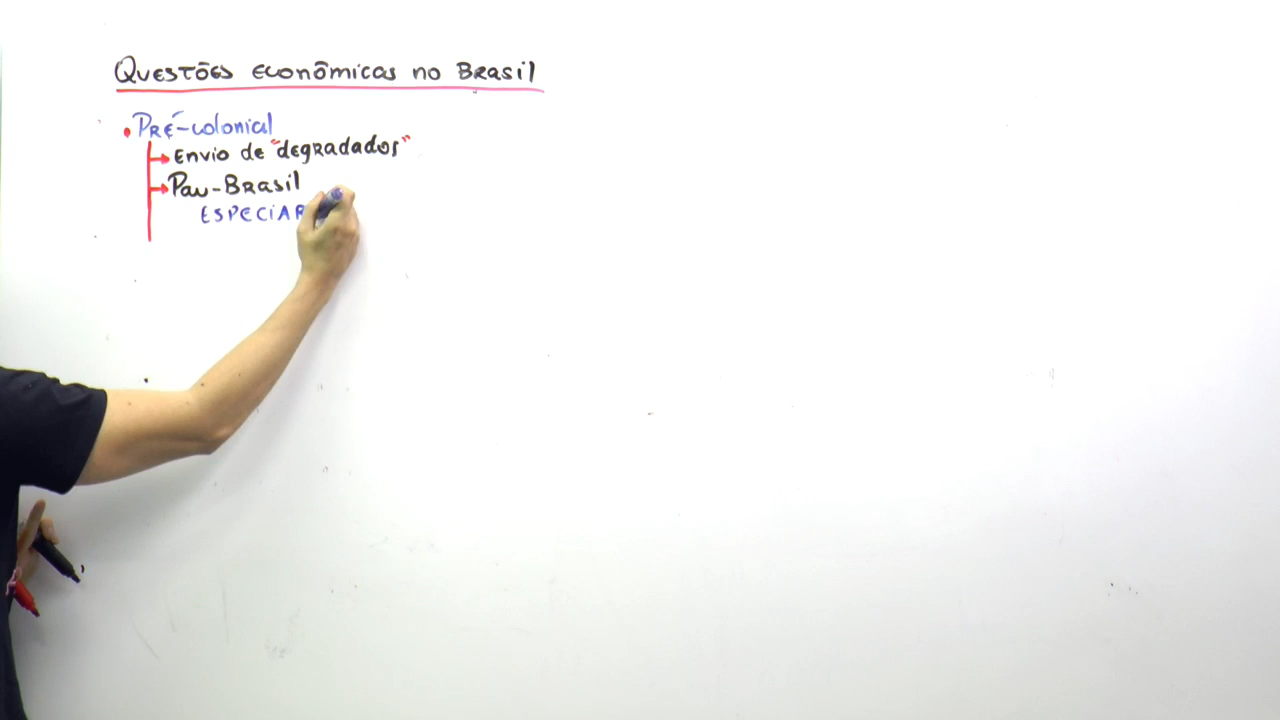 Questões econômicas no Brasil
• Pré-colonial
Envio de "degradados"
Pau-Brasil
ESPECIAR